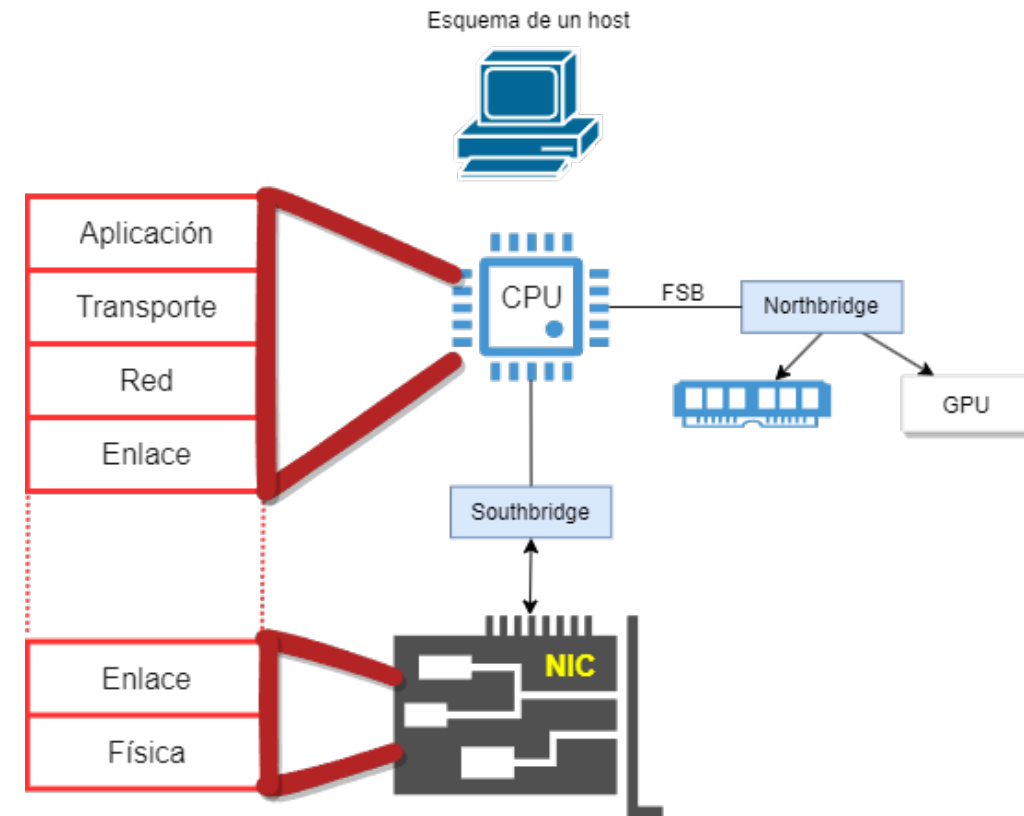 Esquema de un host
Aplicación
Transporte
Red
Enlace
CPU
FSB
Northbridge
GPU
Southbridge
NIC
Enlace
Física